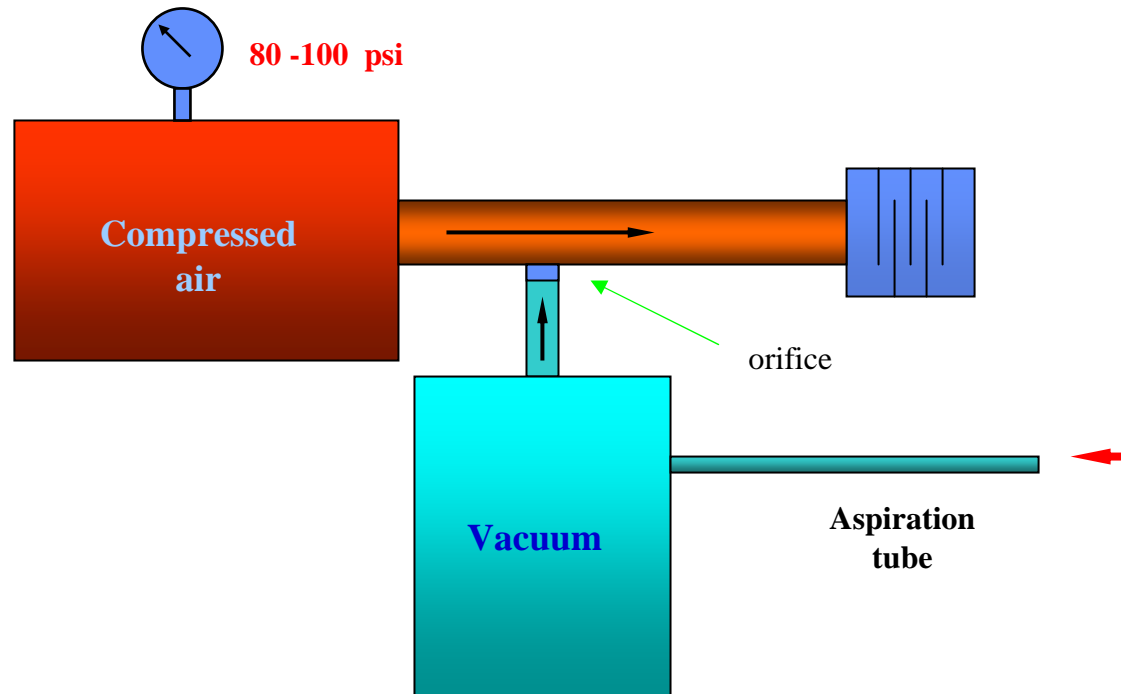 80 -100 psi
Compressed
air
orifice
Vacuum
Aspiration
tube